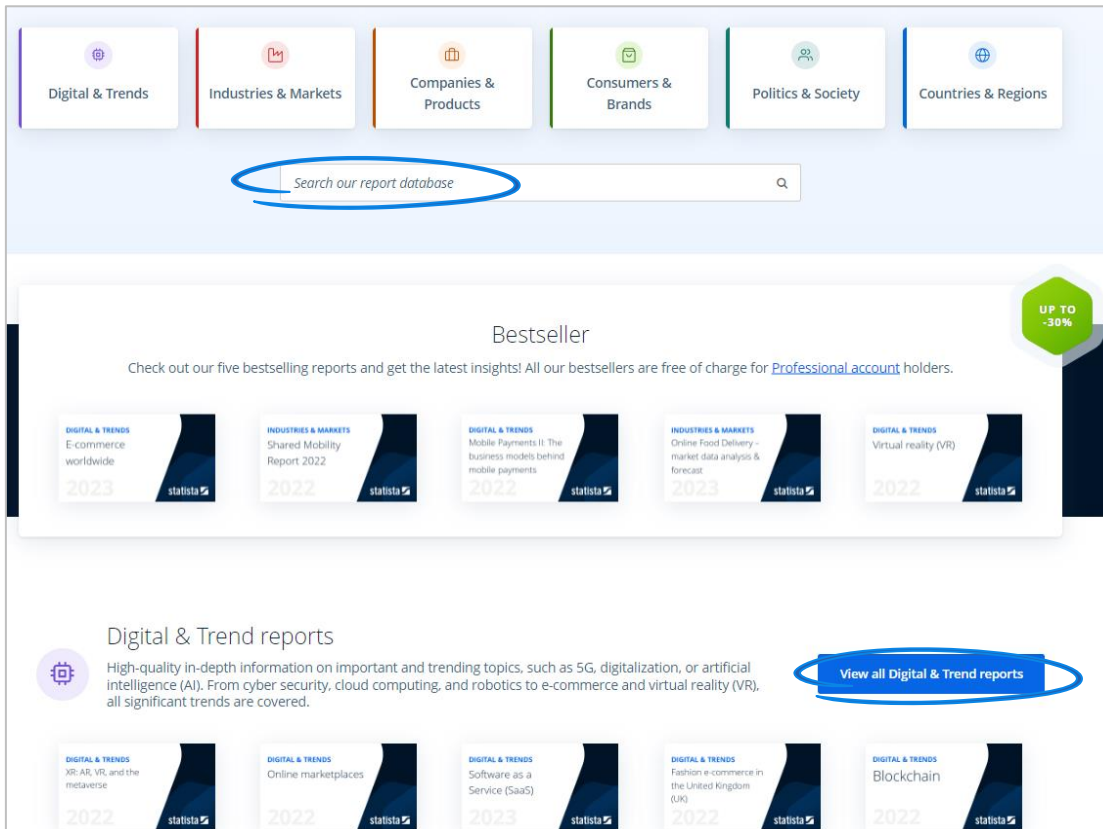 Digital & Trends
Industries & Markets
Companies &
Products
Consumers &
Brands
Politics & Society
Countries & Regions
Search our report database
UP TO
-30%
Bestseller
Check out our five bestselling reports and get the latest insights! All our bestsellers are free of charge for Professional account holders.
DIGITAL & TRENDS
E-commerce
worldwide
2023
statista
INDUSTRIES & MARKETS
Shared Mobility
Report 2022
2022
statista
DIGITAL & TRENDS
Mobile Payments II: The
business models behind
mobile payments
2022
statista
INDUSTRIES & MARKETS
Online Food Delivery –
market data analysis &
forecast
2023
statista
DIGITAL & TRENDS
Virtual reality (VR)
2022
statista
Digital & Trend reports
High-quality in-depth information on important and trending topics, such as 5G, digitalization, or artificial
intelligence (AI). From cyber security, cloud computing, and robotics to e-commerce and virtual reality (VR),
all significant trends are covered.
View all Digital & Trend reports
DIGITAL & TRENDS
XR: AR, VR, and the
metaverse
2022
statista
DIGITAL & TRENDS
Online marketplaces
2022
statista
DIGITAL & TRENDS
Software as a
Service (SaaS)
2023
statista
DIGITAL & TRENDS
Fashion e-commerce in
the United Kingdom
(UK)
2022
statista
DIGITAL & TRENDS
Blockchain
2022
statista